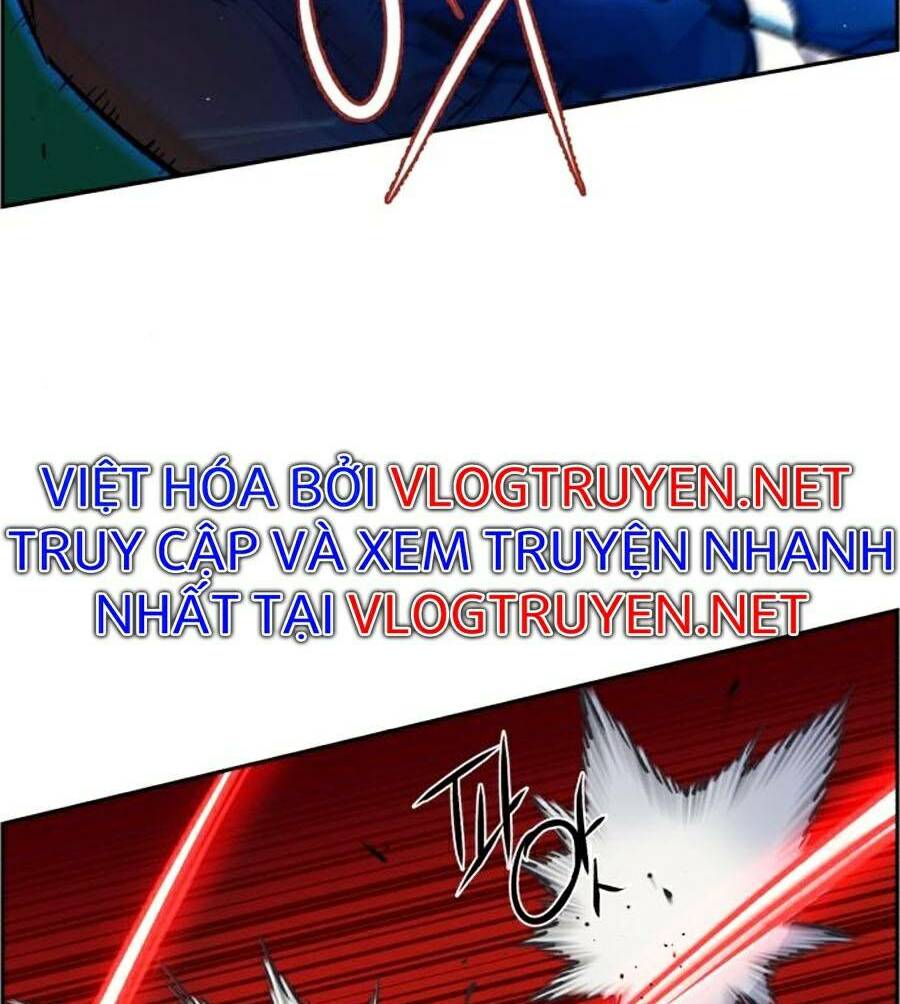 VIỆT HÓA BỞI VLOGTRUYEN.NET
TRUY CẬP VÀ XEM TRUYỆN NHANH
NHẤT TẠI VLOGTRUYEN.NET